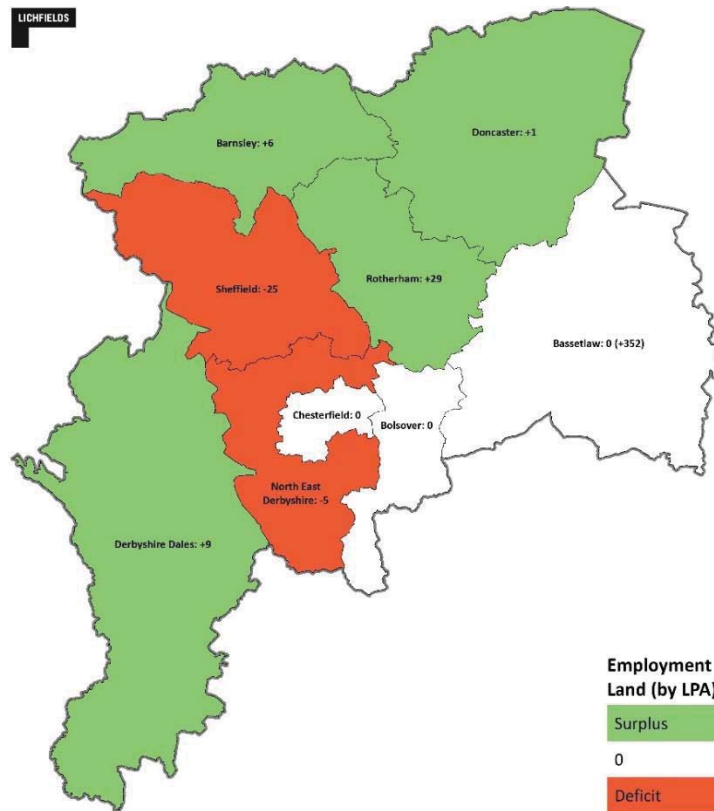 LICHFIELDS
Barnsley: +6
Doncaster: +1
Sheffield: -25
Rotherham: +29
Bassetlaw: 0 (+352)
Chesterfield: 0
Bolsover: 0
North East
Derbyshire: -5
Derbyshire Dales: +9
Employment
Land (by LPA)
Surplus
0
Deficit